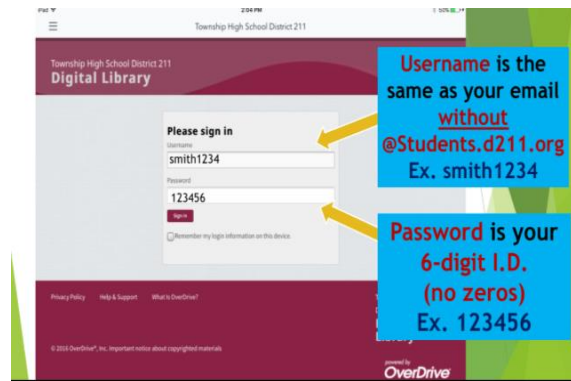 iPad
2:04 PM
50%
Township High School District 211
Township High School District 211
Digital Library
Please sign in
Username
smith1234
Password
123456
Sign in
Remember my login information on this device.
Username is the
same as your email
without
@Students.d211.org
Ex. smith1234
Password is your
6-digit I.D.
(no zeros)
Ex. 123456
Privacy Policy Help & Support What is OverDrive?
© 2016 OverDrive®, Inc. Important notice about copyrighted materials
powered by
OverDrive